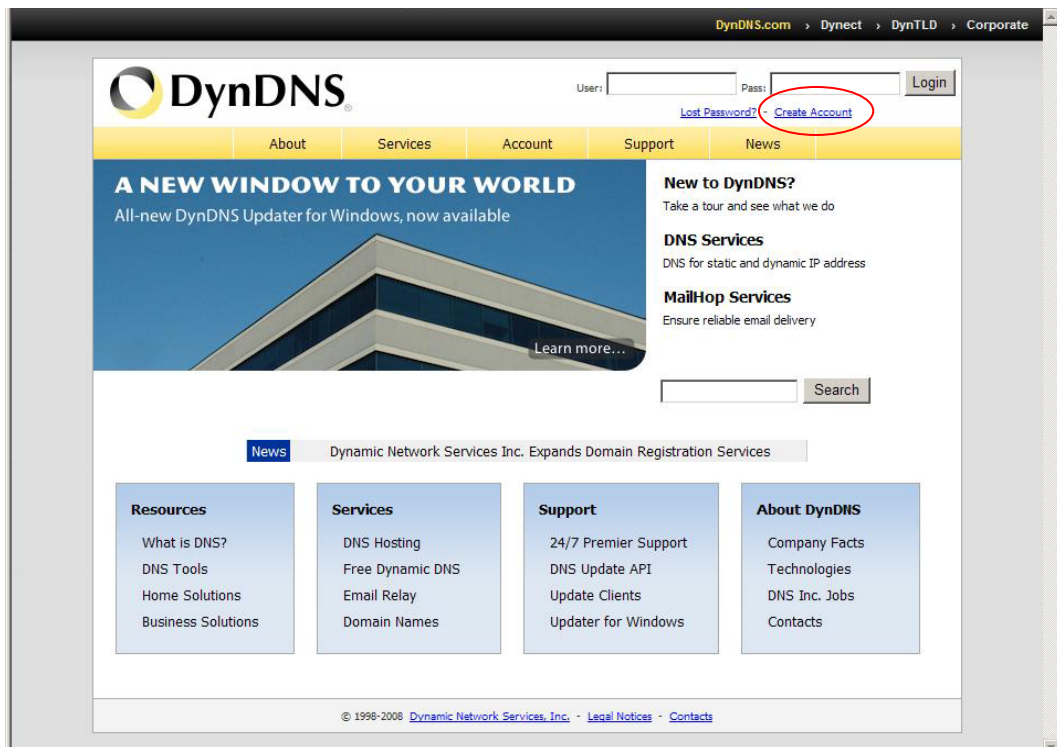 DynDNS.com › Dynect › DynTLD › Corporate
DynDNS®
User: Pass: Login
Lost Password? - Create Account
About Services Account Support News
A NEW WINDOW TO YOUR WORLD
All-new DynDNS Updater for Windows, now available
Learn more...
New to DynDNS?
Take a tour and see what we do
DNS Services
DNS for static and dynamic IP address
MailHop Services
Ensure reliable email delivery
Search
News Dynamic Network Services Inc. Expands Domain Registration Services
Resources
What is DNS?
DNS Tools
Home Solutions
Business Solutions
Services
DNS Hosting
Free Dynamic DNS
Email Relay
Domain Names
Support
24/7 Premier Support
DNS Update API
Update Clients
Updater for Windows
About DynDNS
Company Facts
Technologies
DNS Inc. Jobs
Contacts
© 1998-2008 Dynamic Network Services, Inc. - Legal Notices - Contacts